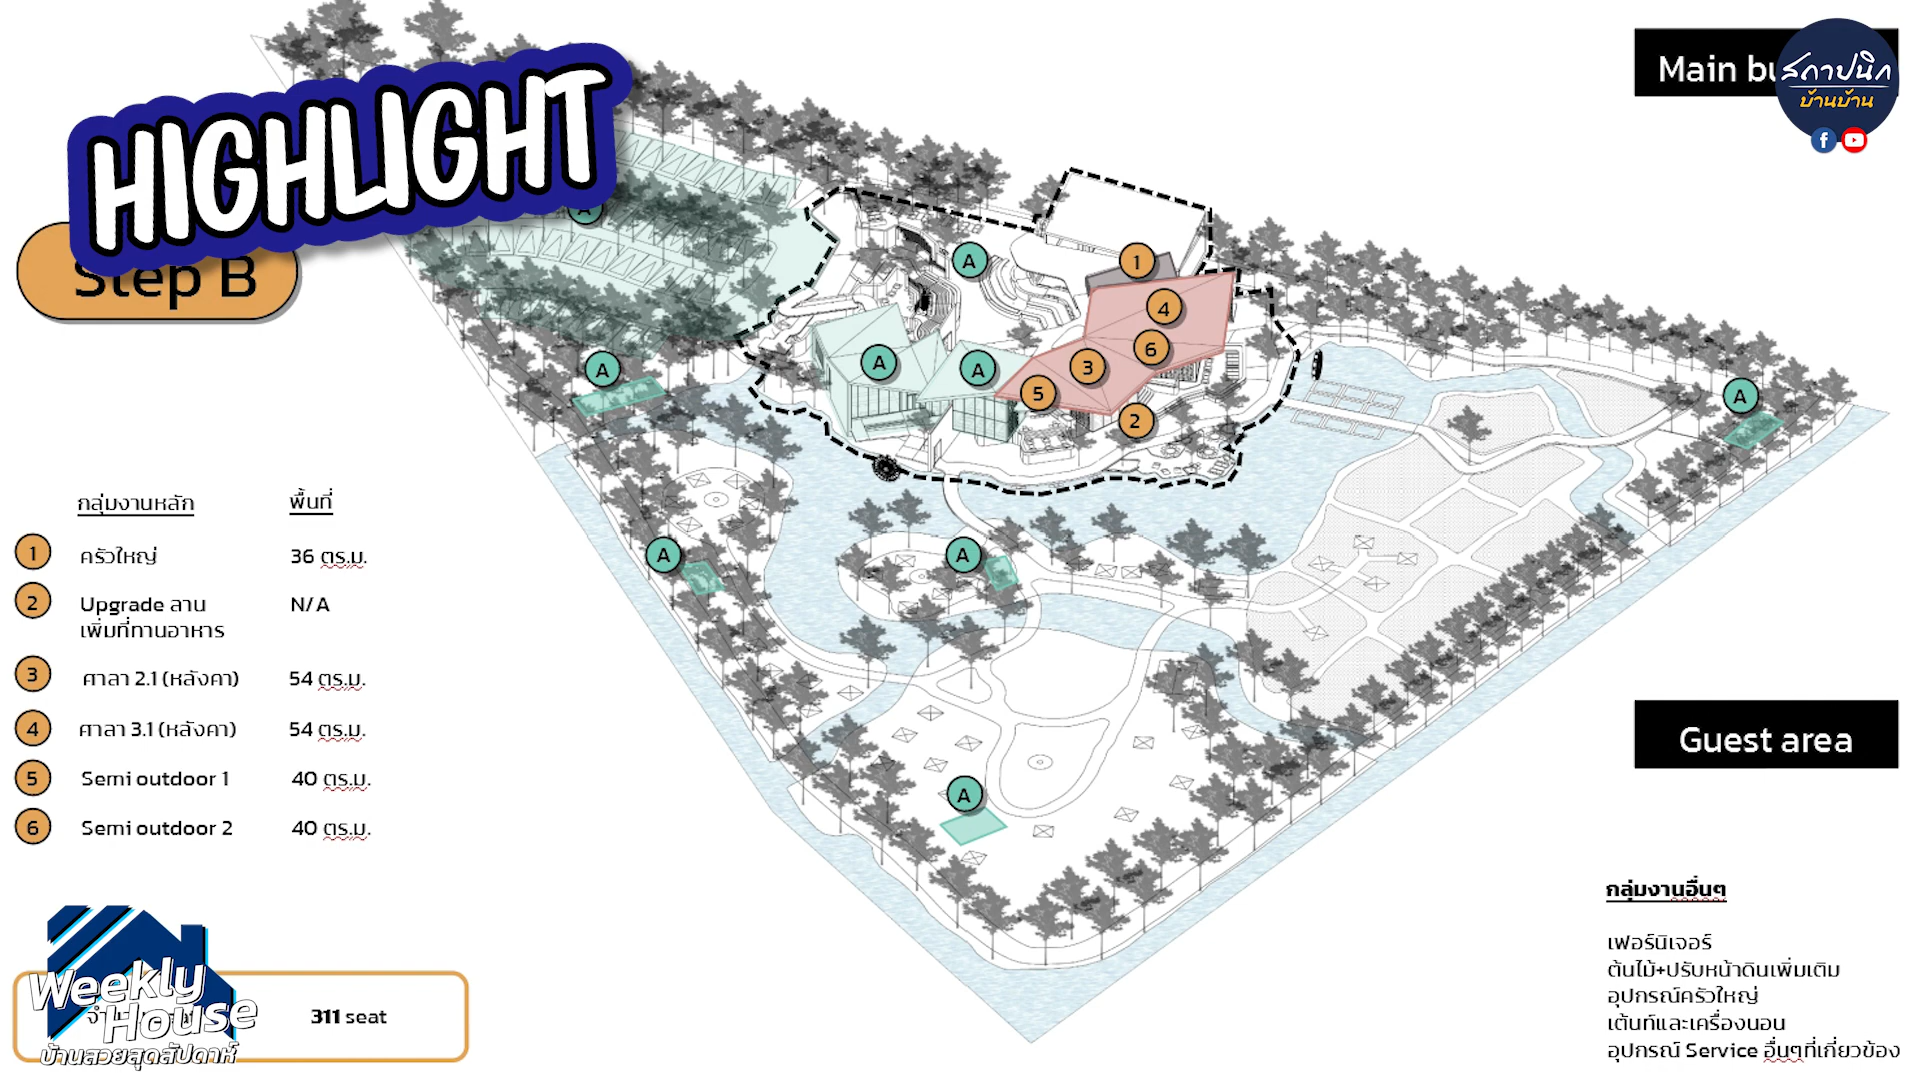 HIGHLIGHT
Step B
Main bu
สถาปนิก
บ้านบ้าน
A
A
1
4
6
A
A
3
5
2
A
A
A
A
A
กลุ่มงานหลัก พื้นที่
1 ครัวใหญ่ 36 ตร.ม.
2 Upgrade ลาน N/A
เพิ่มที่ทานอาหาร
3 ศาลา 2.1 (หลังคา) 54 ตร.ม.
4 ศาลา 3.1 (หลังคา) 54 ตร.ม.
5 Semi outdoor 1 40 ตร.ม.
6 Semi outdoor 2 40 ตร.ม.
Guest area
Weekly
House
บ้านสวยสุดสัปดาห์
311 seat
กลุ่มงานอื่นๆ
เฟอร์นิเจอร์
ต้นไม้+ปรับหน้าดินเพิ่มเติม
อุปกรณ์ครัวใหญ่
เต้นท์และเครื่องนอน
อุปกรณ์ Service อื่นๆที่เกี่ยวข้อง